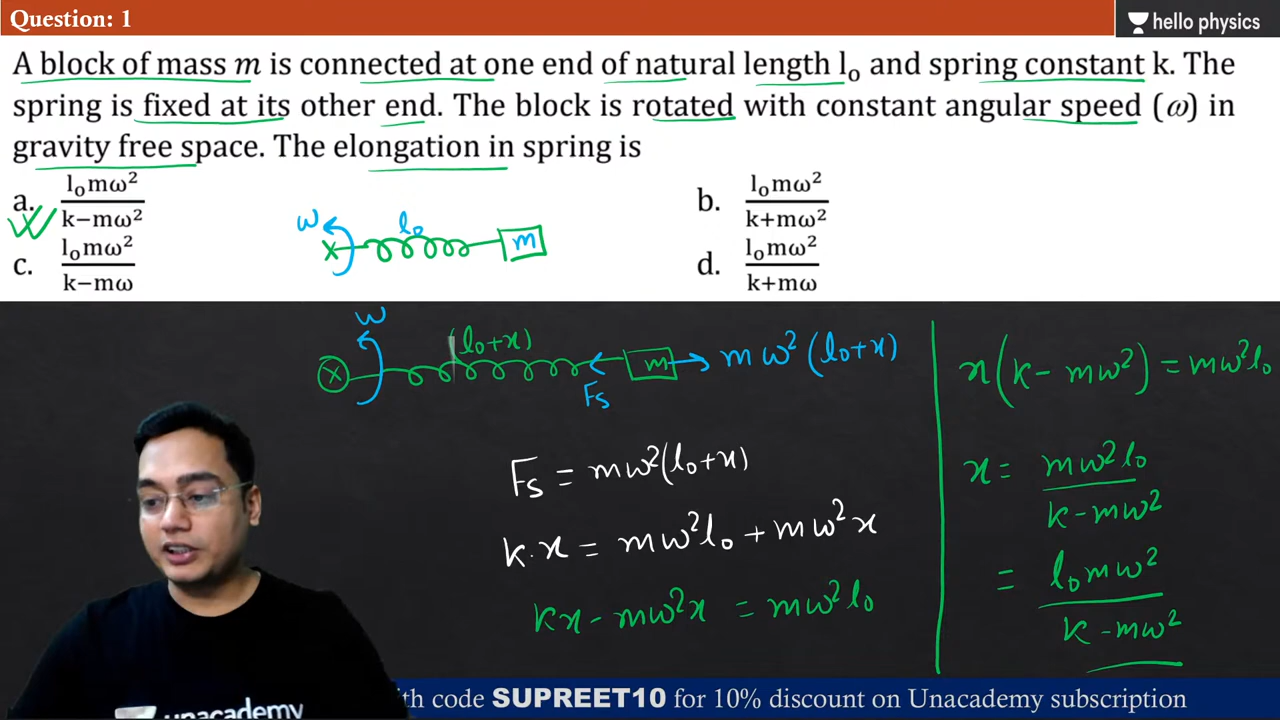 Question: 1
hello physics
A block of mass m is connected at one end of natural length l₀ and spring constant k. The
spring is fixed at its other end. The block is rotated with constant angular speed (ω) in
gravity free space. The elongation in spring is
a. l₀mω² / k−mω²
b. l₀mω² / k+mω²
c. l₀mω² / k−mω
d. l₀mω² / k+mω
ω l₀ m
ω (l₀+x) m mω²(l₀+x)
Fs
Fs = mω²(l₀+x)
k.x = mω²l₀ + mω²x
kx - mω²x = mω²l₀
x(k - mω²) = mω²l₀
x = mω²l₀ / k - mω²
= l₀mω² / k - mω²
th code SUPREET10 for 10% discount on Unacademy subscription
unacademy